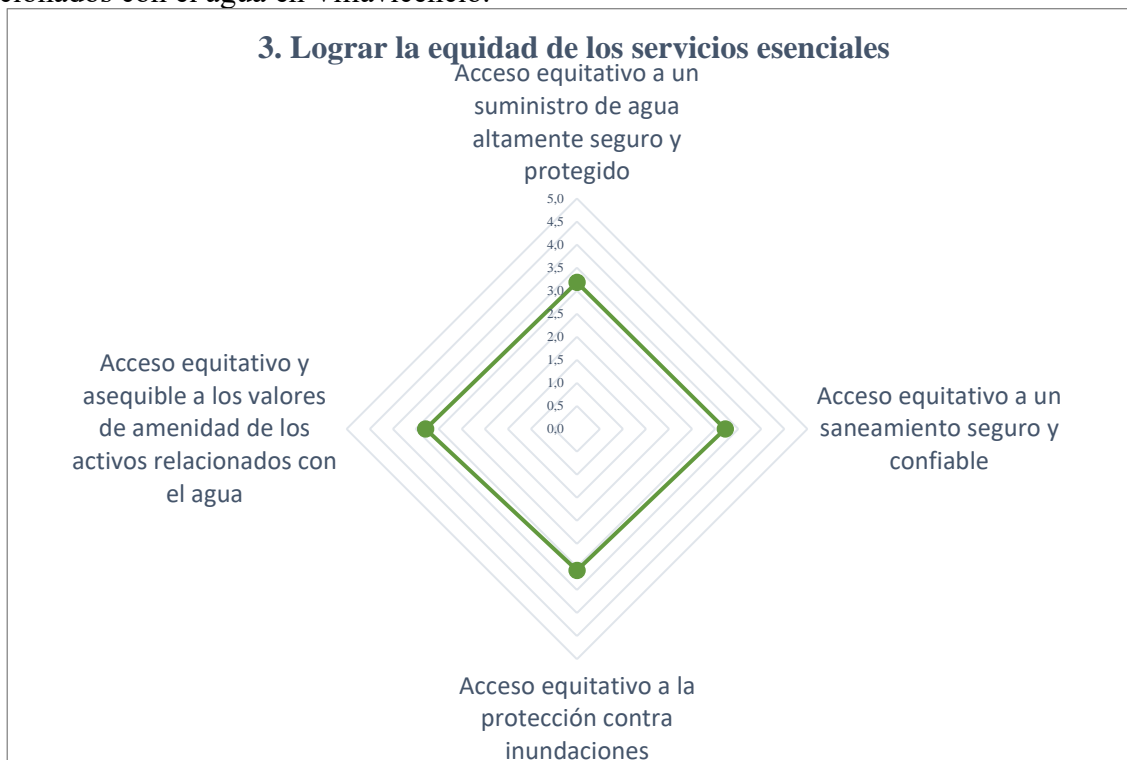 3. Lograr la equidad de los servicios esenciales
Acceso equitativo a un
suministro de agua
altamente seguro y
protegido
5,0
4,5
4,0
3,5
3,0
2,5
2,0
1,5
1,0
0,5
0,0
Acceso equitativo y
asequible a los valores
de amenidad de los
activos relacionados con
el agua
Acceso equitativo a un
saneamiento seguro y
confiable
Acceso equitativo a la
protección contra
inundaciones